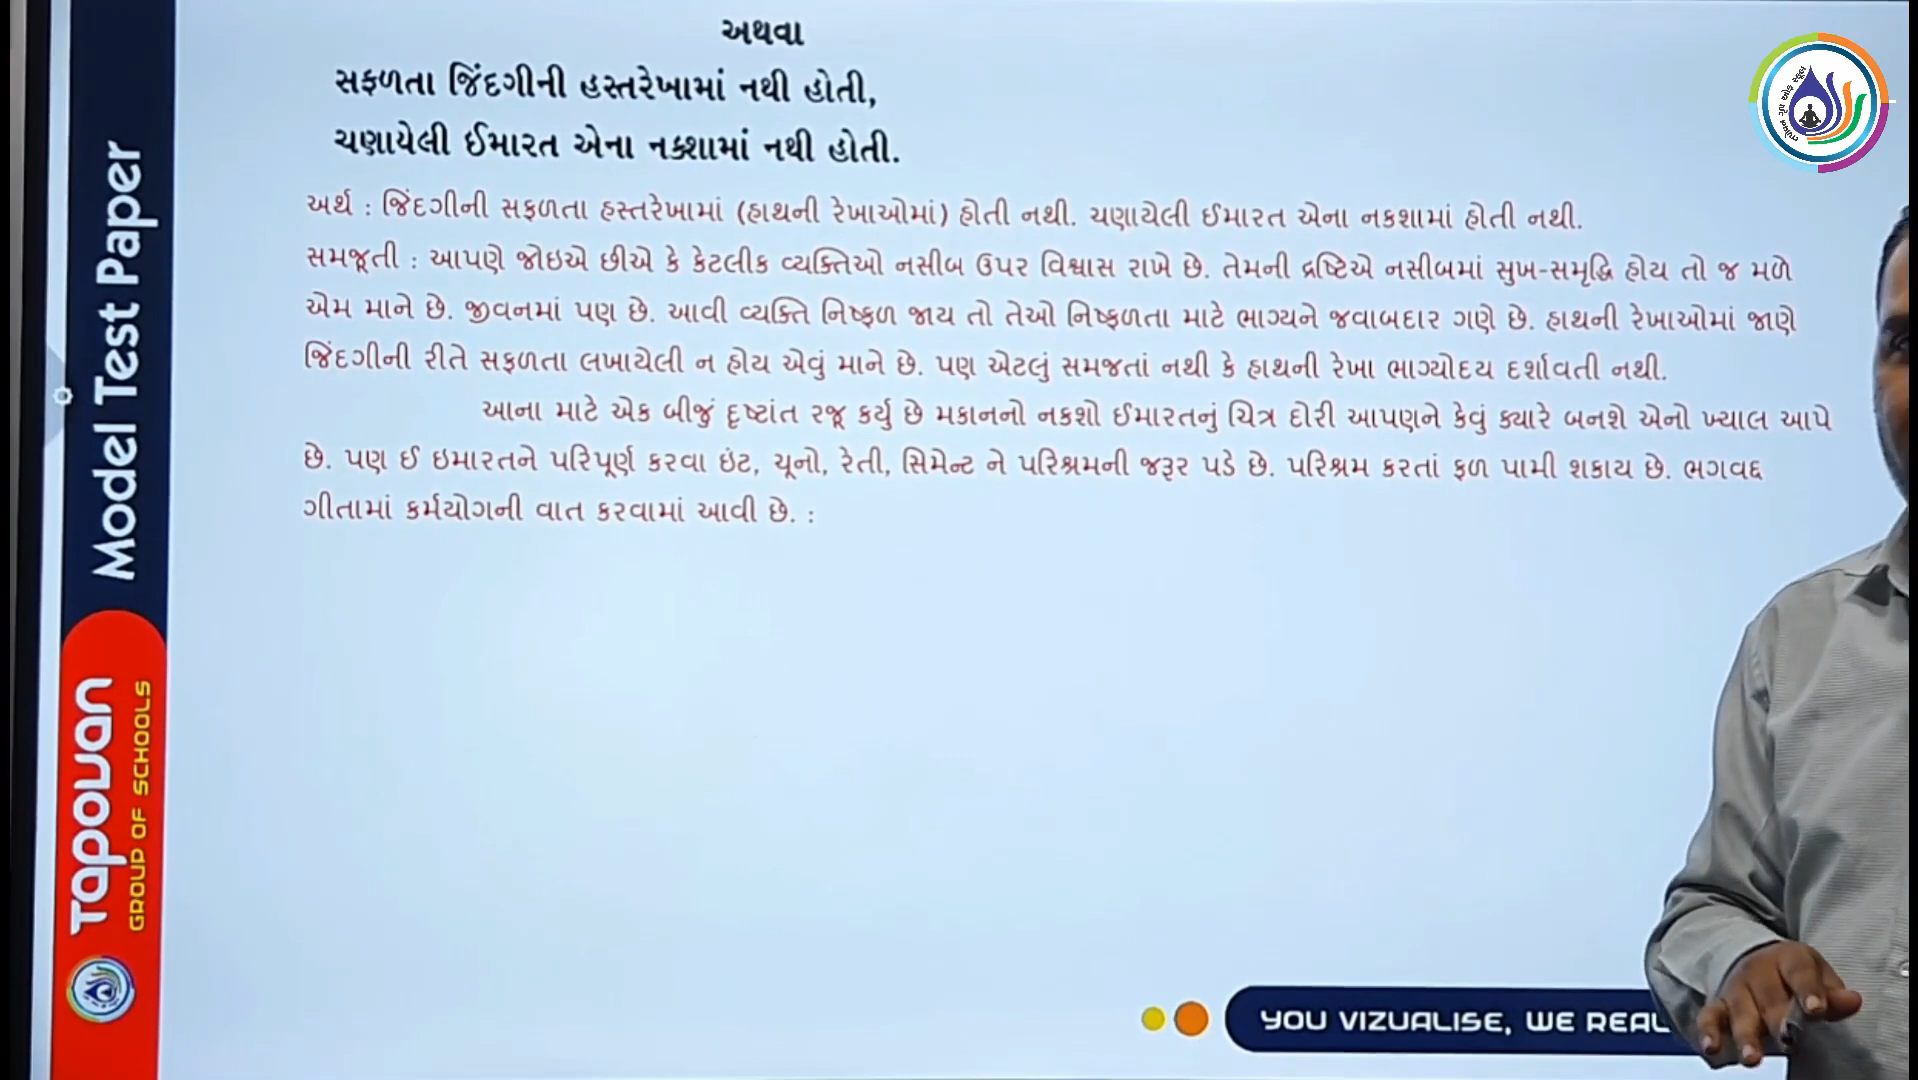 અથવા
સફળતા જિંદગીની હસ્તરેખામાં નથી હોતી,
ચણાયેલી ઈમારત એના નકશામાં નથી હોતી.
અર્થ : જિંદગીની સફળતા હસ્તરેખામાં (હાથની રેખાઓમાં) હોતી નથી. ચણાયેલી ઈમારત એના નકશામાં હોતી નથી.
સમજૂતી : આપણે જોઇએ છીએ કે કેટલીક વ્યક્તિઓ નસીબ ઉપર વિશ્વાસ રાખે છે. તેમની દ્રષ્ટિએ નસીબમાં સુખ-સમૃદ્ધિ હોય તો જ મળે
એમ માને છે. જીવનમાં પણ છે. આવી વ્યક્તિ નિષ્ફળ જાય તો તેઓ નિષ્ફળતા માટે ભાગ્યને જવાબદાર ગણે છે. હાથની રેખાઓમાં જાણે
જિંદગીની રીતે સફળતા લખાયેલી ન હોય એવું માને છે. પણ એટલું સમજતાં નથી કે હાથની રેખા ભાગ્યોદય દર્શાવતી નથી.
આના માટે એક બીજું દૃષ્ટાંત રજૂ કર્યુ છે મકાનનો નકશો ઈમારતનું ચિત્ર દોરી આપણને કેવું ક્યારે બનશે એનો ખ્યાલ આપે
છે. પણ ઈ ઇમારતને પરિપૂર્ણ કરવા ઇંટ, ચૂનો, રેતી, સિમેન્ટ ને પરિશ્રમની જરૂર પડે છે. પરિશ્રમ કરતાં ફળ પામી શકાય છે. ભગવદ્દ
ગીતામાં કર્મયોગની વાત કરવામાં આવી છે. :
Model Test Paper
Tapovan
GROUP OF SCHOOLS
YOU VIZUALISE, WE REAL